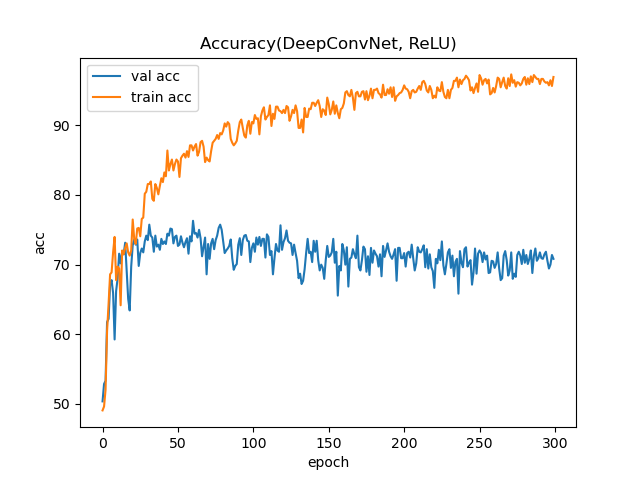 Accuracy(DeepConvNet, ReLU)
val acc
train acc
90
80
70
60
50
acc
0 50 100 150 200 250 300
epoch